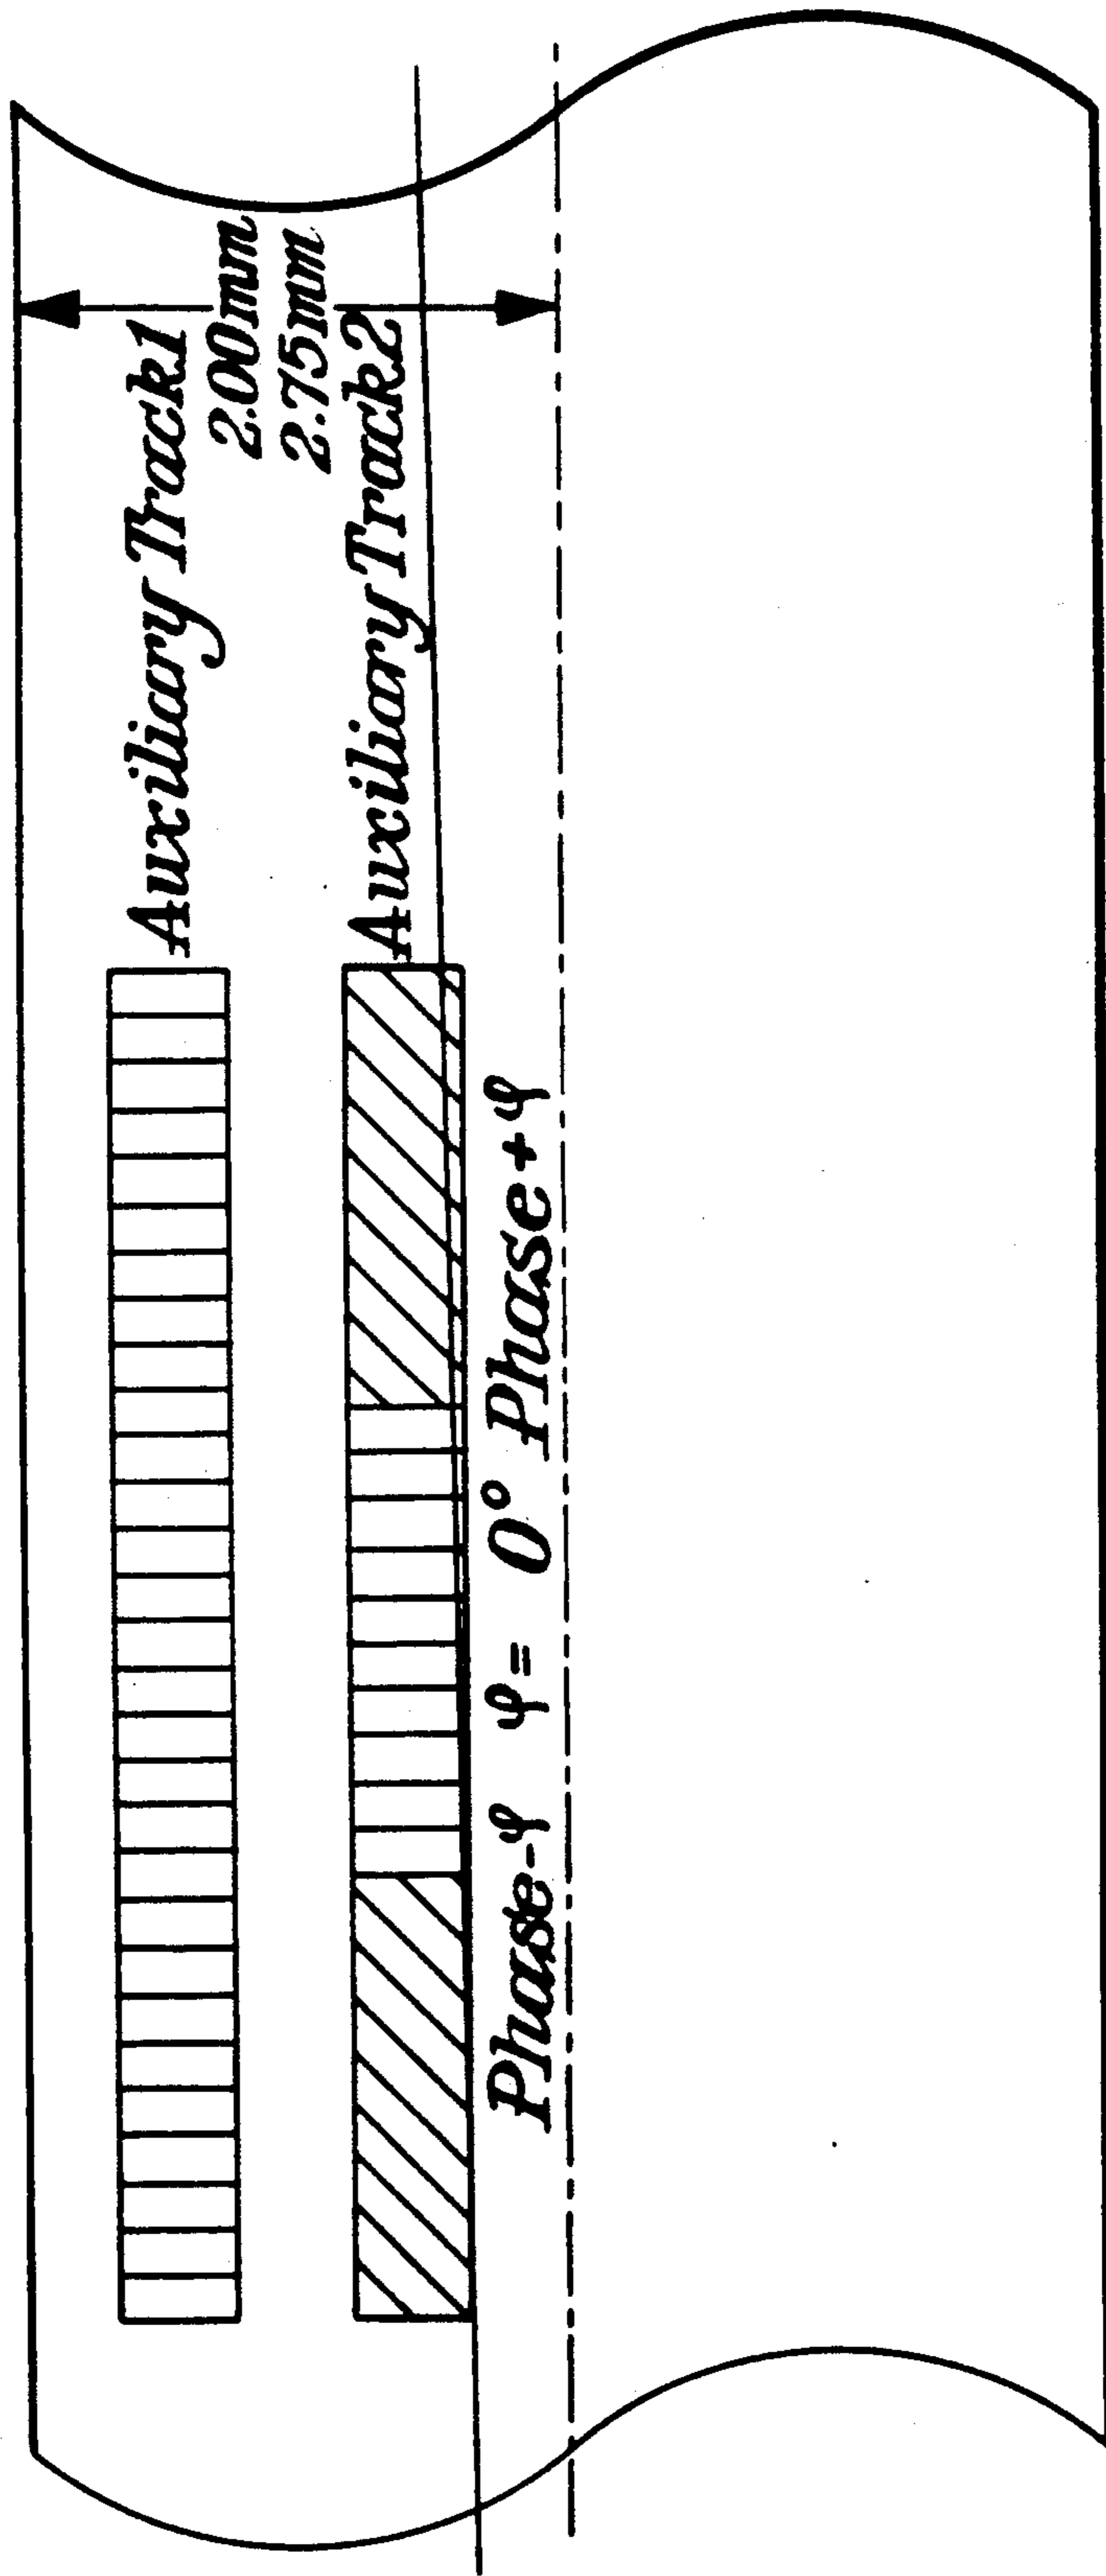 Auxiliary Track1
2.00mm
2.75mm
Auxiliary Track2
Phase-φ φ= 0° Phase+φ